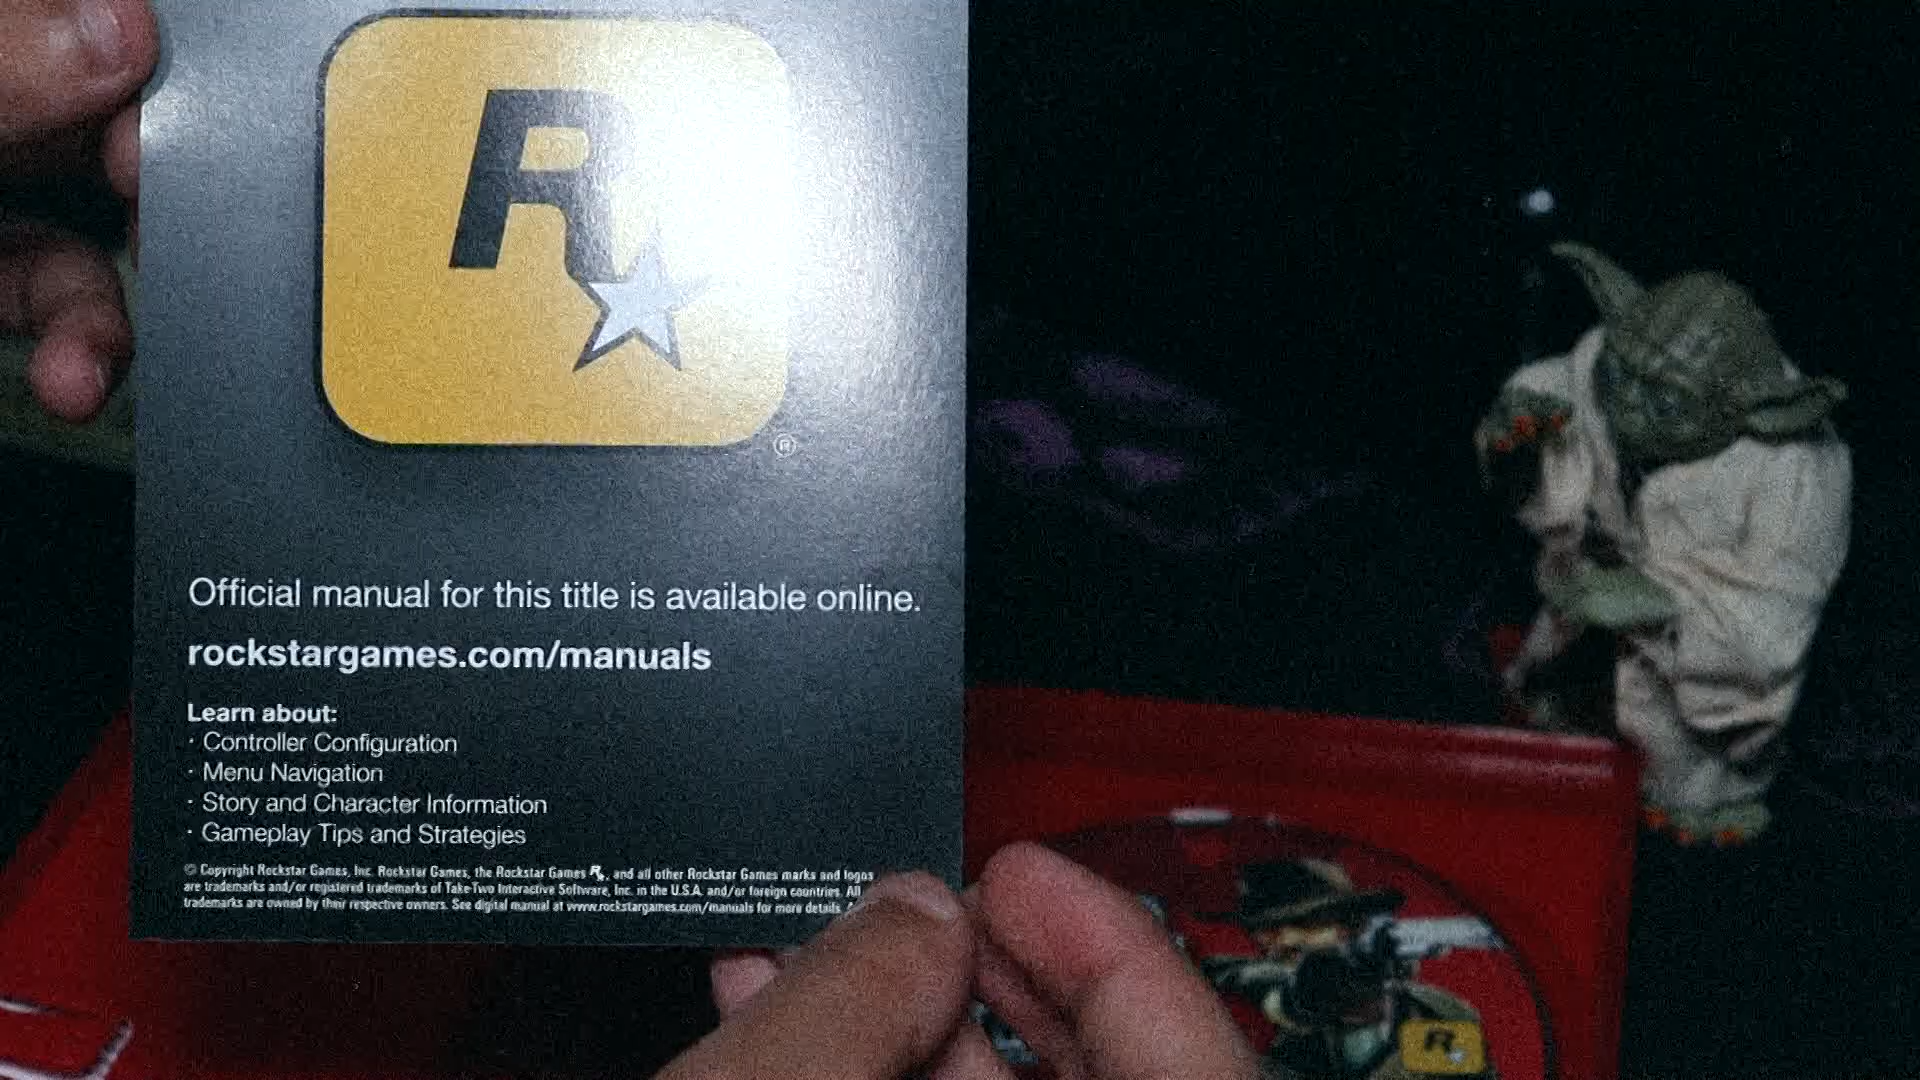 R
®
Official manual for this title is available online.
rockstargames.com/manuals
Learn about:
· Controller Configuration
· Menu Navigation
· Story and Character Information
· Gameplay Tips and Strategies
© Copyright Rockstar Games, Inc. Rockstar Games, the Rockstar Games R, and all other Rockstar Games marks and logos
are trademarks and/or registered trademarks of Take-Two Interactive Software, Inc. in the U.S.A. and/or foreign countries. All
trademarks are owned by their respective owners. See digital manual at www.rockstargames.com/manuals for more details.
R